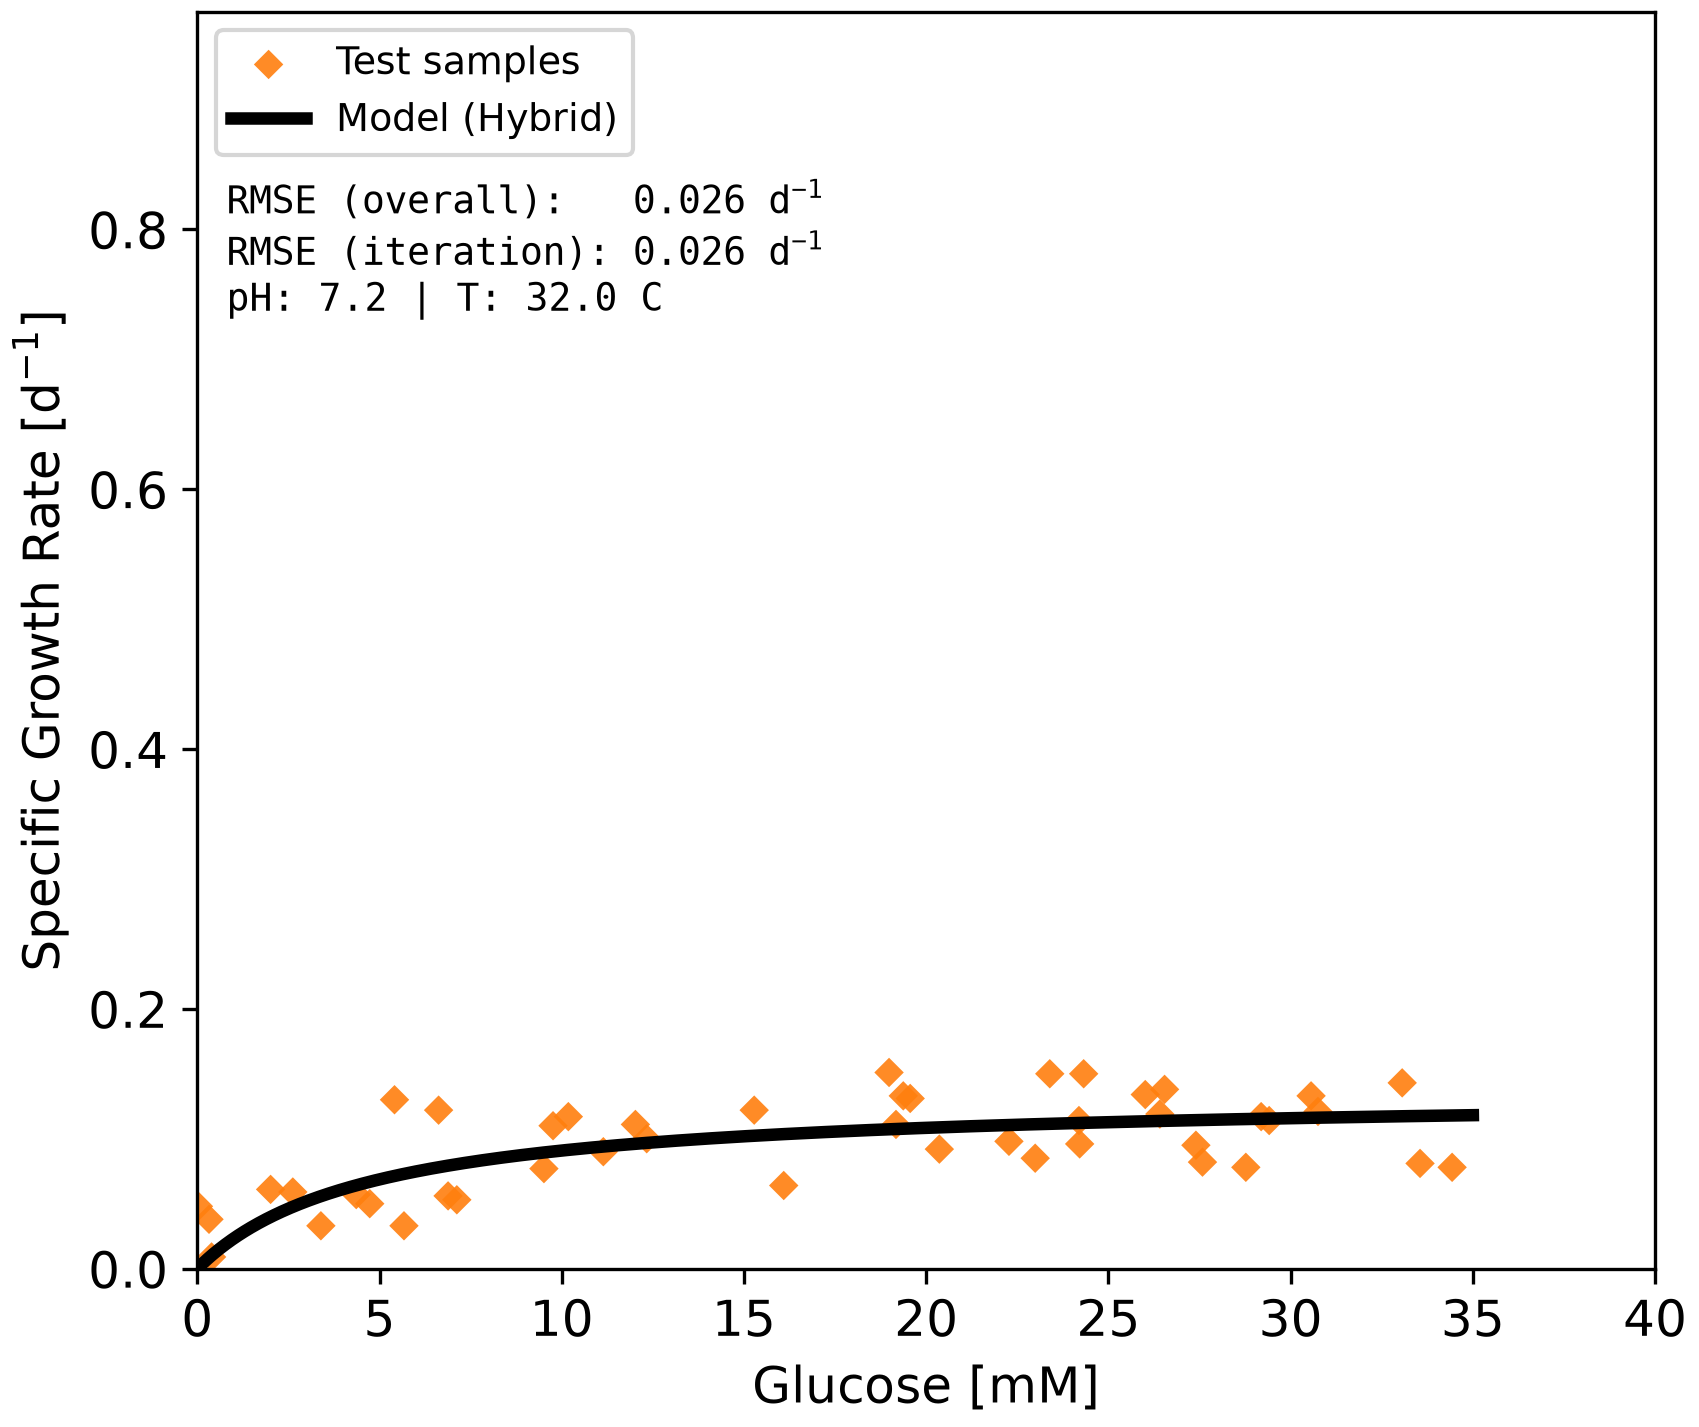 Test samples
Model (Hybrid)
RMSE (overall):   0.026 d⁻¹
RMSE (iteration): 0.026 d⁻¹
pH: 7.2 | T: 32.0 C
Specific Growth Rate [d⁻¹]
0.8
0.6
0.4
0.2
0.0
0 5 10 15 20 25 30 35 40
Glucose [mM]